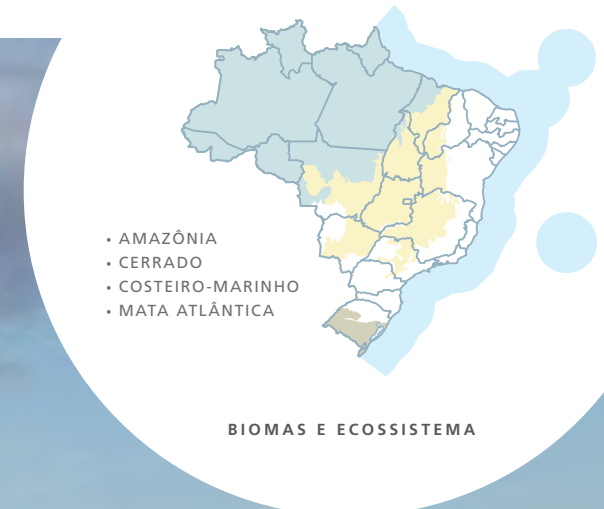 • AMAZÔNIA
• CERRADO
• COSTEIRO-MARINHO
• MATA ATLÂNTICA
BIOMAS E ECOSSISTEMA